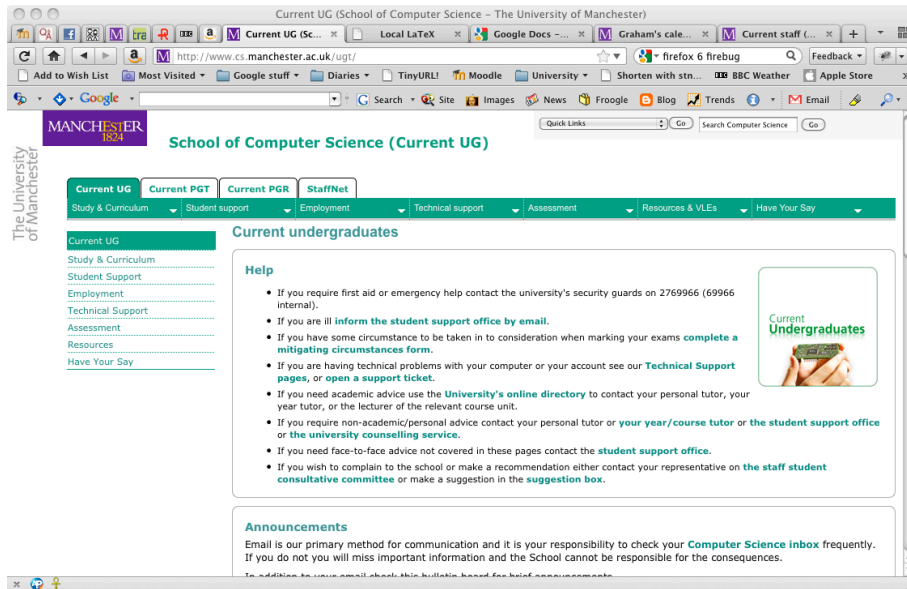 Current UG (School of Computer Science – The University of Manchester)
Current UG (Sc... × Local LaTeX × Google Docs – ... × Graham's cale... × Current staff (... × +
http://www.cs.manchester.ac.uk/ugt/ firefox 6 firebug Feedback
Add to Wish List Most Visited Google stuff Diaries TinyURL! Moodle University Shorten with stn... BBC Weather Apple Store »
Google Search Site Images News Froogle Blog Trends Email
MANCHESTER
1824
The University
of Manchester
School of Computer Science (Current UG)
Quick Links Go Search Computer Science Go
Current UG Current PGT Current PGR StaffNet
Study & Curriculum Student support Employment Technical support Assessment Resources & VLEs Have Your Say
Current UG
Study & Curriculum
Student Support
Employment
Technical Support
Assessment
Resources
Have Your Say
Current undergraduates
Help
• If you require first aid or emergency help contact the university's security guards on 2769966 (69966
internal).
• If you are ill inform the student support office by email.
• If you have some circumstance to be taken in to consideration when marking your exams complete a
mitigating circumstances form.
• If you are having technical problems with your computer or your account see our Technical Support
pages, or open a support ticket.
• If you need academic advice use the University's online directory to contact your personal tutor, your
year tutor, or the lecturer of the relevant course unit.
• If you require non-academic/personal advice contact your personal tutor or your year/course tutor or the student support office
or the university counselling service.
• If you need face-to-face advice not covered in these pages contact the student support office.
• If you wish to complain to the school or make a recommendation either contact your representative on the staff student
consultative committee or make a suggestion in the suggestion box.
Current
Undergraduates
Announcements
Email is our primary method for communication and it is your responsibility to check your Computer Science inbox frequently.
If you do not you will miss important information and the School cannot be responsible for the consequences.
In addition to your email check this bulletin board for brief announcements